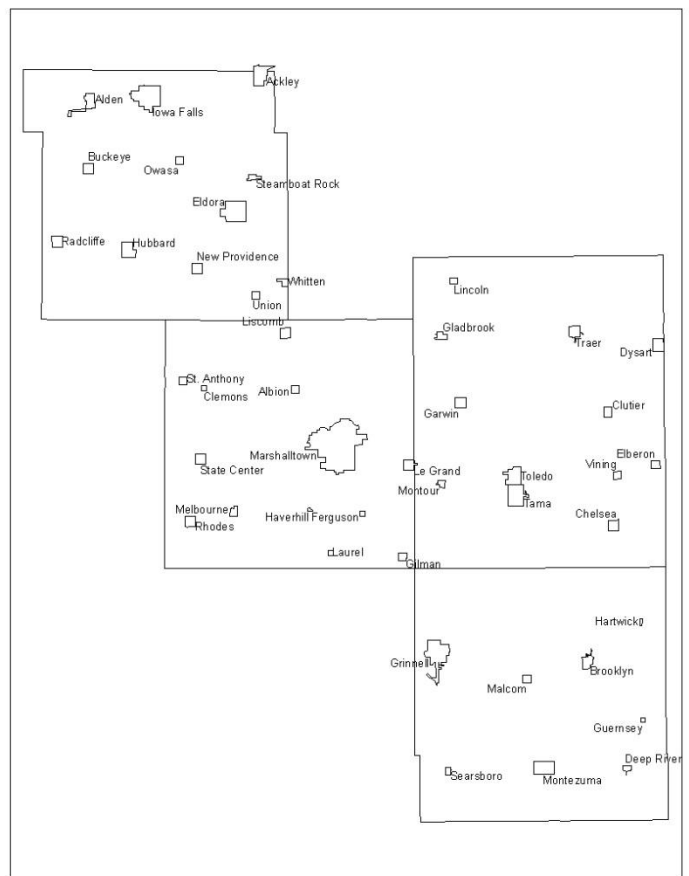 Ackley
Alden
Iowa Falls
Buckeye
Owasa
Steamboat Rock
Eldora
Radcliffe
Hubbard
New Providence
Whitten
Union
Lincoln
Liscomb
Gladbrook
Traer
Dysart
St. Anthony
Clemons
Albion
Garwin
Clutier
Marshalltown
State Center
Le Grand
Montour
Toledo
Tama
Vining
Elberon
Melbourne
Rhodes
Haverhill Ferguson
Chelsea
Laurel
Gilman
Hartwick
Grinnell
Malcom
Brooklyn
Guernsey
Searsboro
Montezuma
Deep River